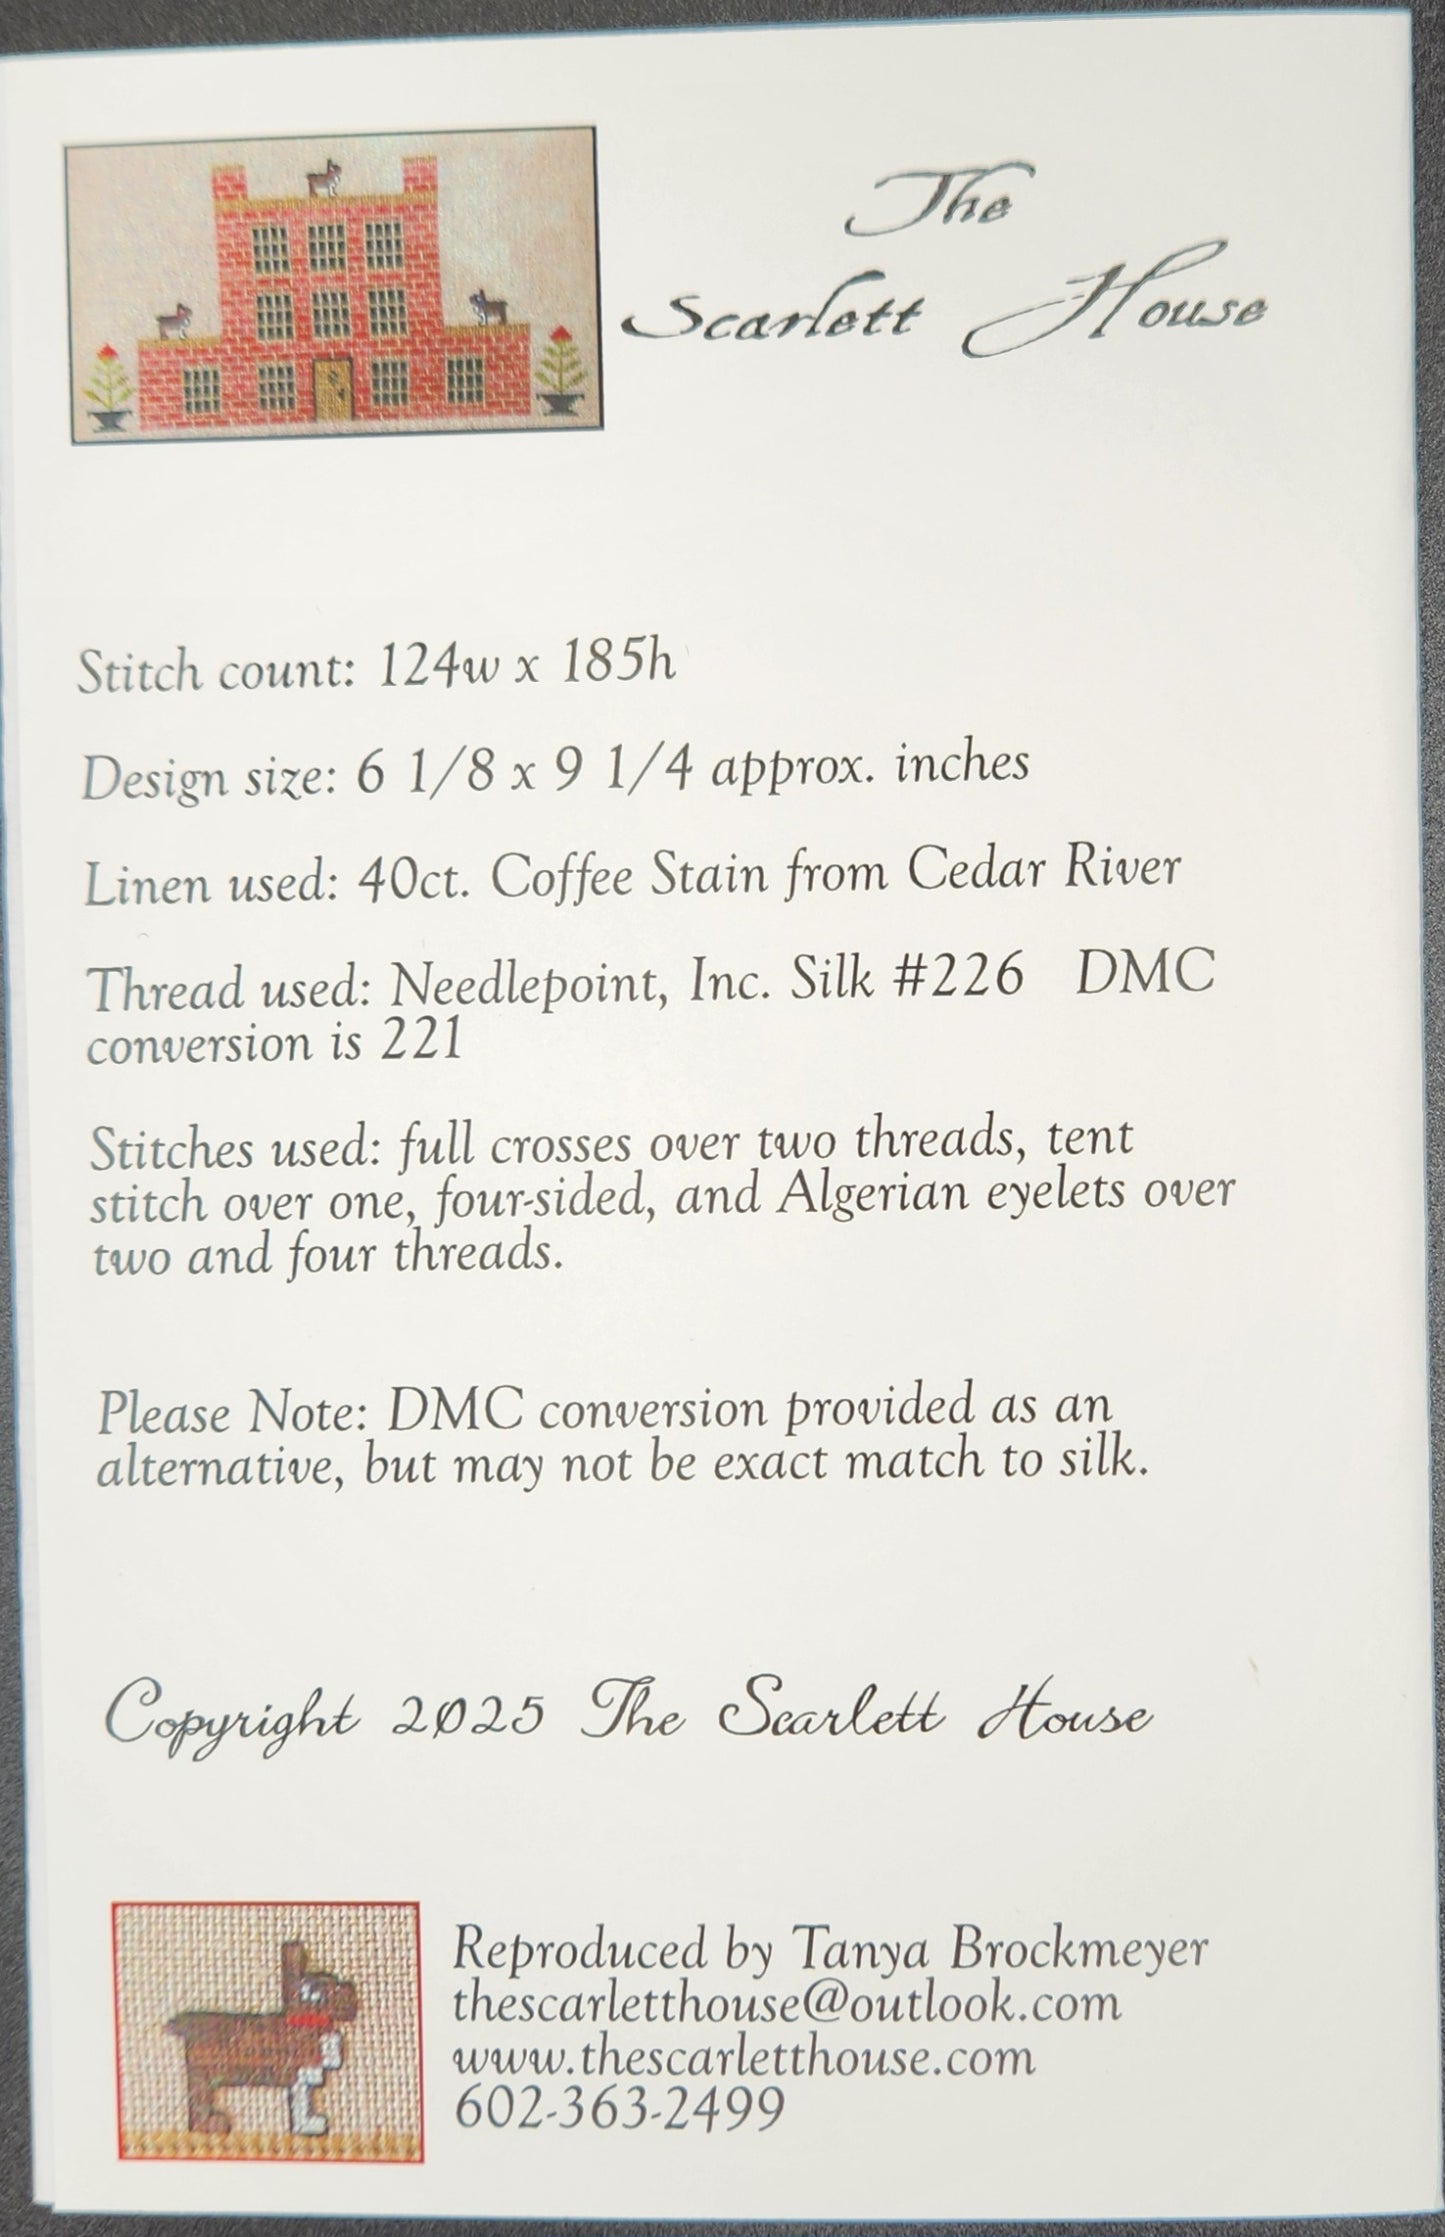 The
Scarlett House
Stitch count: 124w x 185h
Design size: 6 1/8 x 9 1/4 approx. inches
Linen used: 40ct. Coffee Stain from Cedar River
Thread used: Needlepoint, Inc. Silk #226 DMC
conversion is 221
Stitches used: full crosses over two threads, tent
stitch over one, four-sided, and Algerian eyelets over
two and four threads.
Please Note: DMC conversion provided as an
alternative, but may not be exact match to silk.
Copyright 2025 The Scarlett House
Reproduced by Tanya Brockmeyer
thescarletthouse@outlook.com
www.thescarletthouse.com
602-363-2499